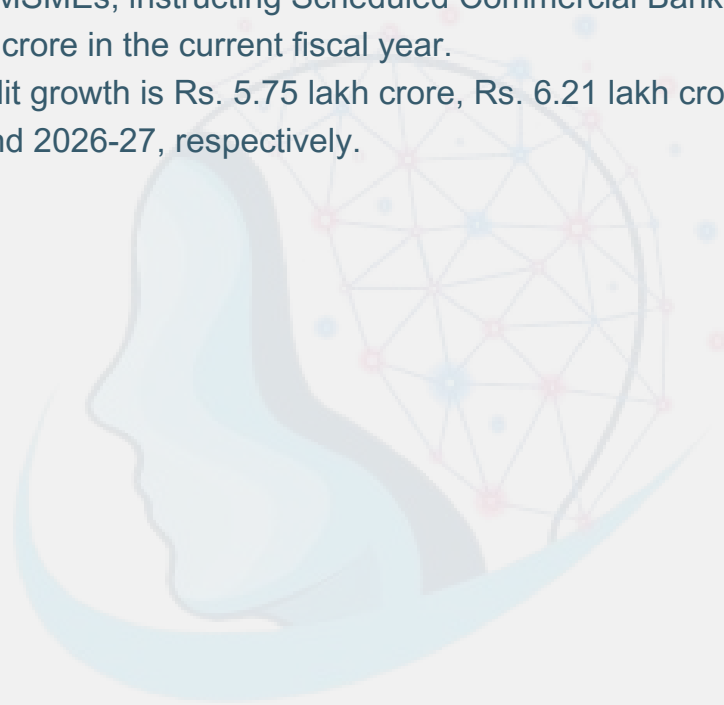 MSMEs, instructing Scheduled Commercial Bank
crore in the current fiscal year.
dit growth is Rs. 5.75 lakh crore, Rs. 6.21 lakh cro
nd 2026-27, respectively.